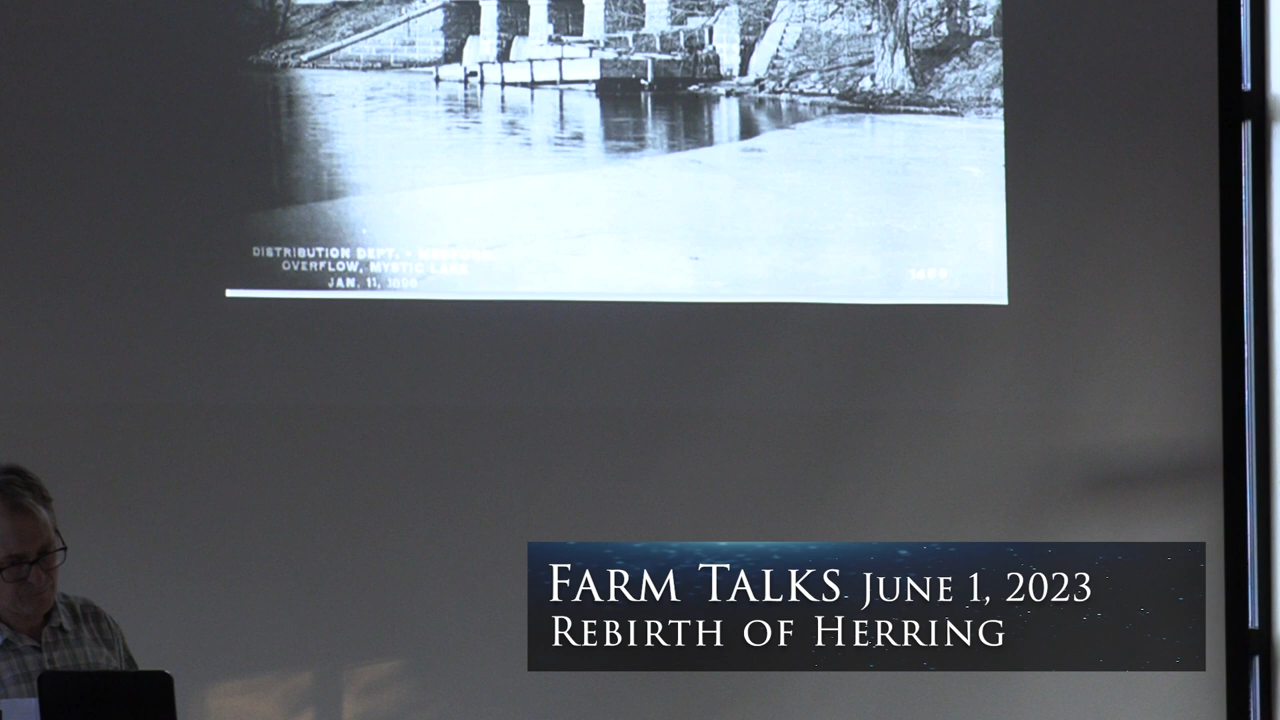 DISTRIBUTION DEPT. -
OVERFLOW, MYSTIC LAKE
JAN. 11,
FARM TALKS JUNE 1, 2023
REBIRTH OF HERRING